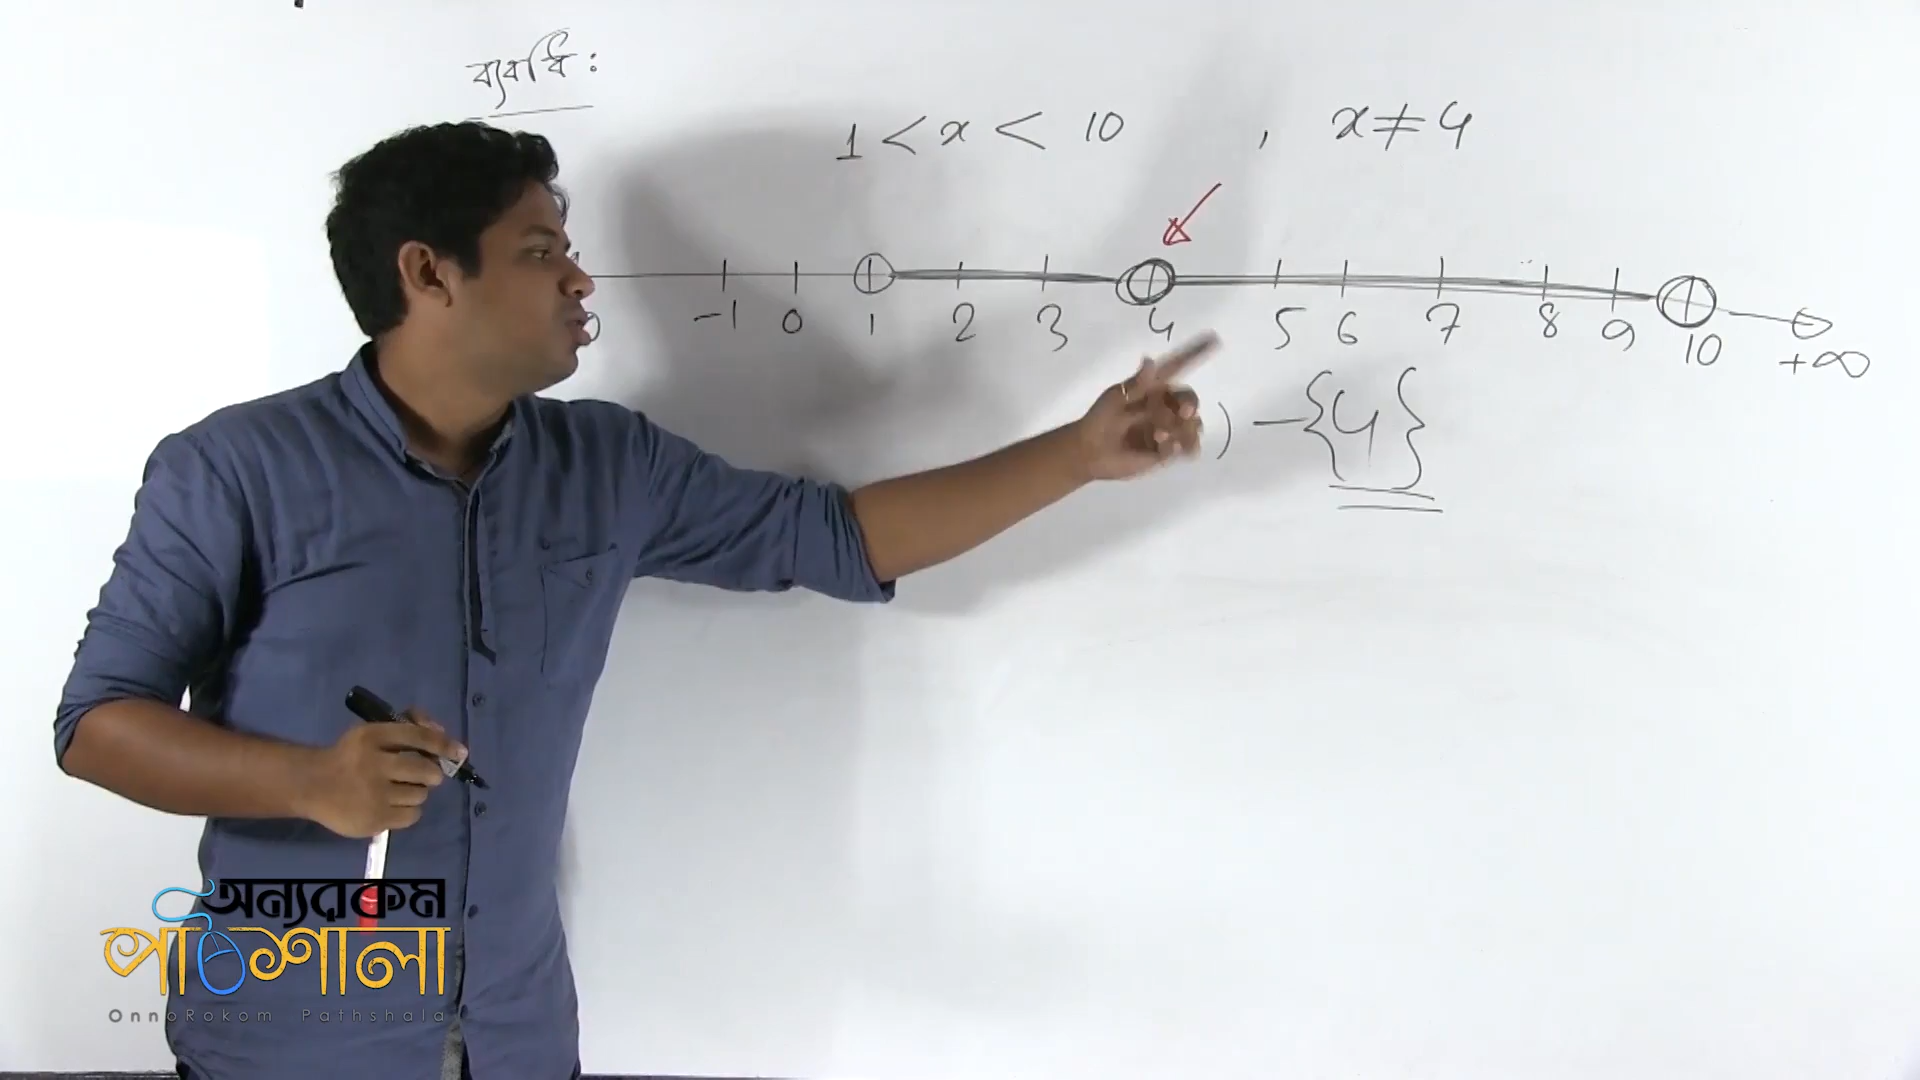 ব্যবধি :
1 < x < 10 , x ≠ 4
-1 0 1 2 3 4 5 6 7 8 9 10 +∞
) - {4}
অন্যরকম
পাঠশালা
OnnoRokom Pathshala